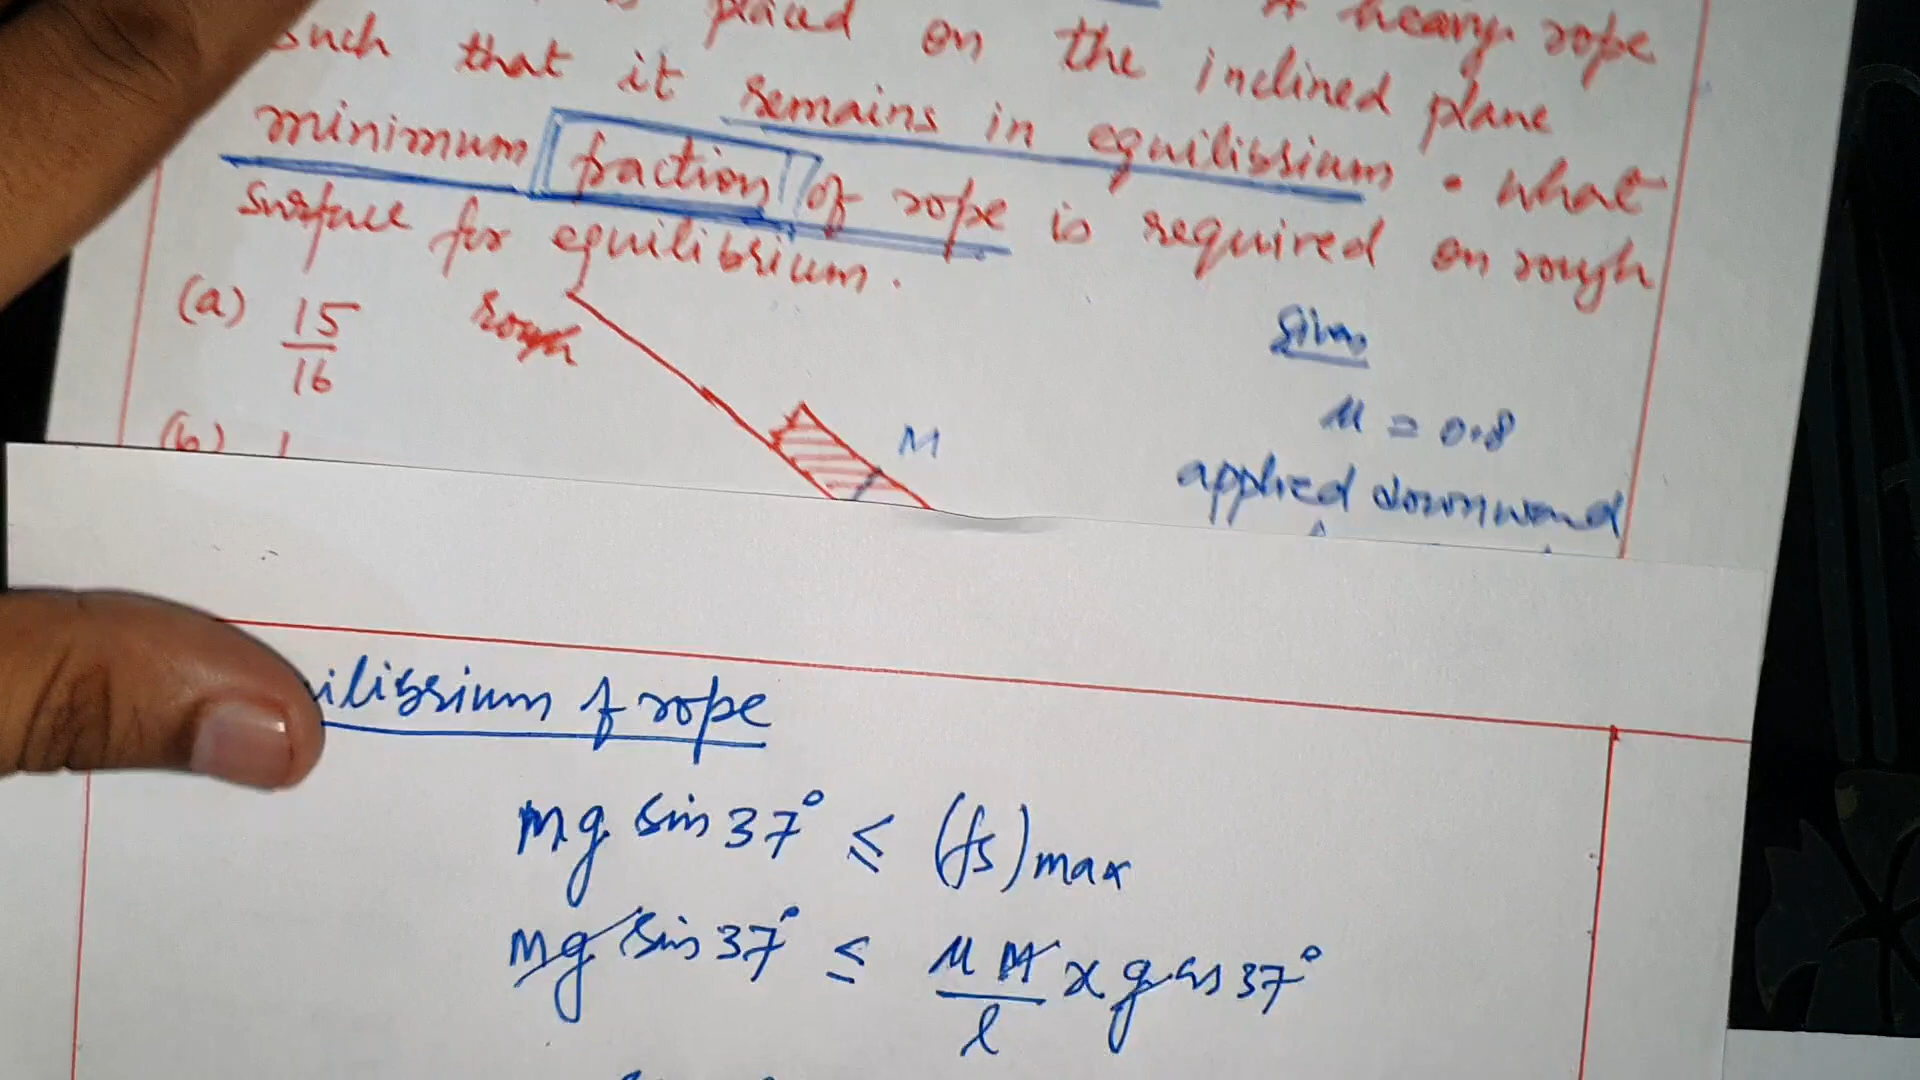 placed on the inclined plane
A heavy rope
such that it remains in equilibrium. what
minimum fraction of rope is required on rough
surface for equilibrium.
(a) 15/16
rough
M
μ = 0.8
applied downward
(b) 1
ilibrium of rope
Mg sin 37° ≤ (fs)max
Mg sin 37° ≤ μM/l x g cos 37°